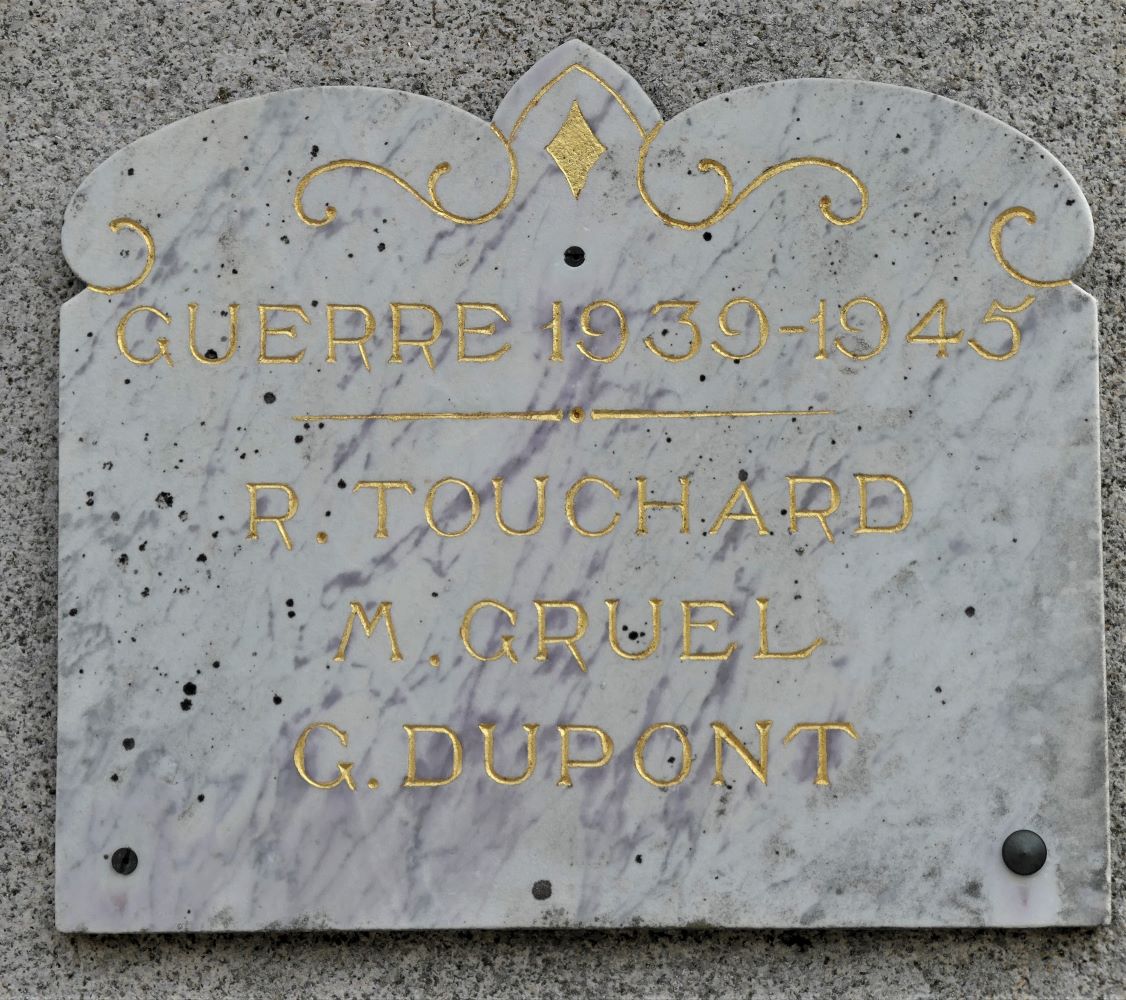 GUERRE 1939-1945
R. TOUCHARD
M. GRUEL
G. DUPONT